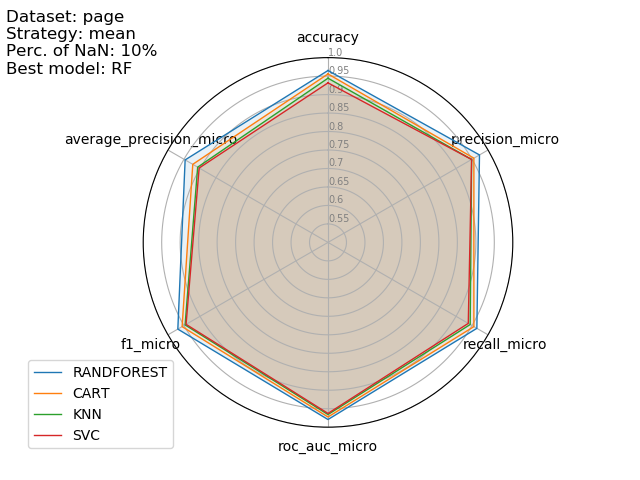 Dataset: page
Strategy: mean
Perc. of NaN: 10%
Best model: RF
accuracy
1.0
0.95
0.9
0.85
0.8
0.75
0.7
0.65
0.6
0.55
average_precision_micro
precision_micro
f1_micro
recall_micro
roc_auc_micro
RANDFOREST
CART
KNN
SVC